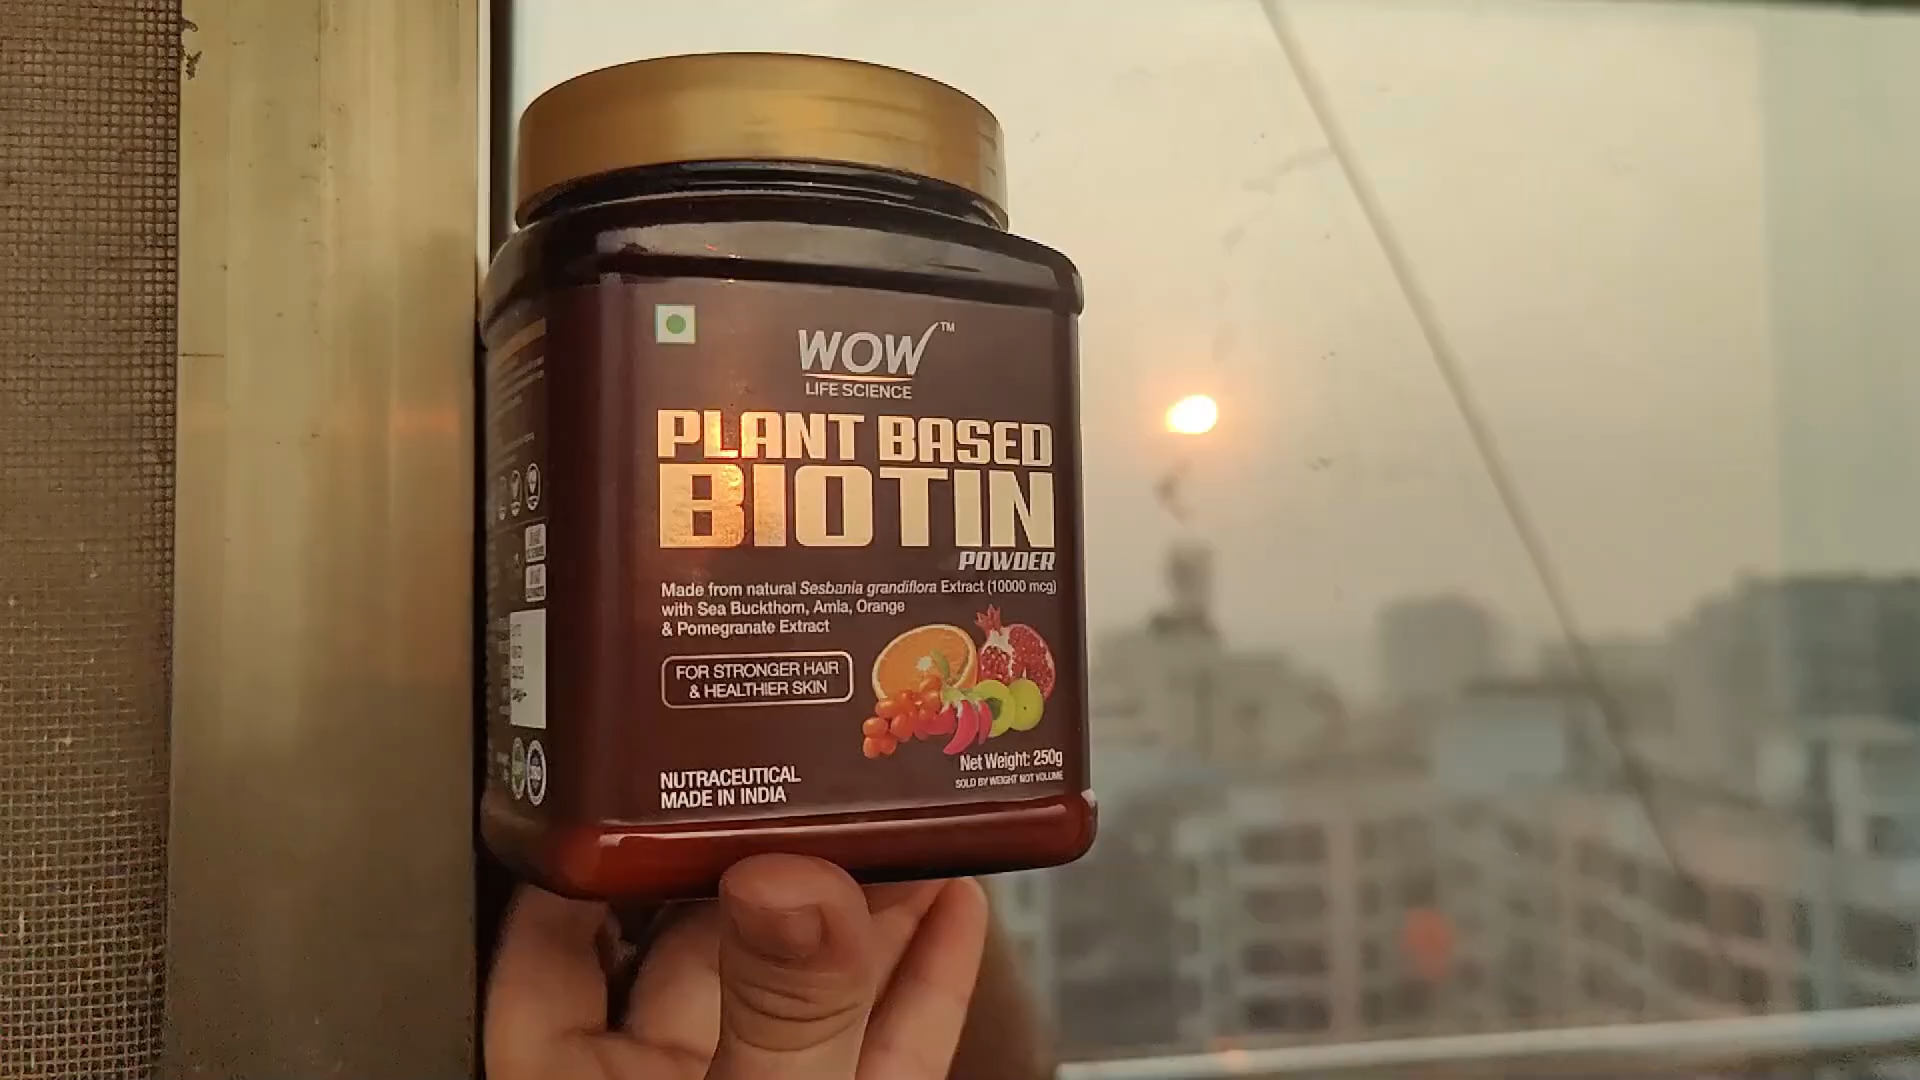 WOW™
LIFE SCIENCE
PLANT BASED
BIOTIN
POWDER
Made from natural Sesbania grandiflora Extract (10000 mcg)
with Sea Buckthorn, Amla, Orange
& Pomegranate Extract
FOR STRONGER HAIR
& HEALTHIER SKIN
NUTRACEUTICAL
MADE IN INDIA
Net Weight: 250g
SOLD BY WEIGHT NOT VOLUME